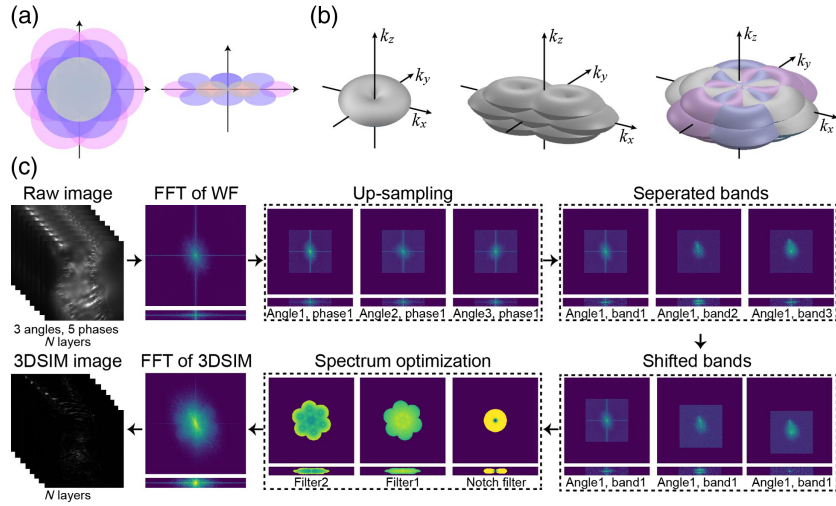 (a)
(b)
k_z
k_y
k_x
k_z
k_y
k_x
k_z
k_y
k_x
(c)
Raw image
FFT of WF
Up-sampling
Seperated bands
Angle1, phase1
Angle2, phase1
Angle3, phase1
Angle1, band1
Angle1, band2
Angle1, band3
3 angles, 5 phases
N layers
3DSIM image
FFT of 3DSIM
Spectrum optimization
Shifted bands
N layers
Filter2
Filter1
Notch filter
Angle1, band1
Angle1, band1
Angle1, band1